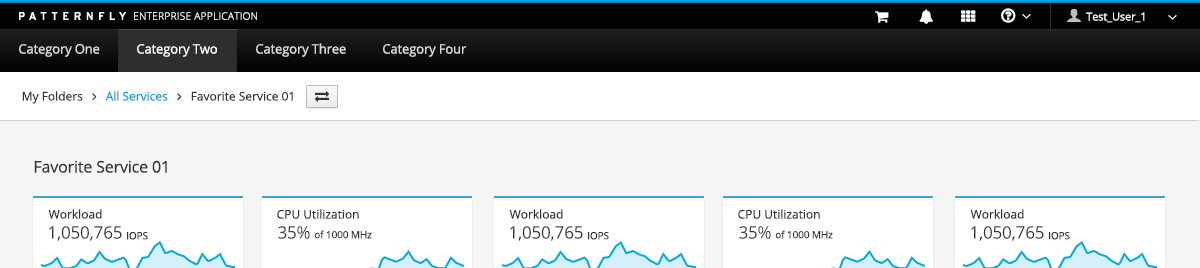 PATTERNFLY ENTERPRISE APPLICATION
Test_User_1
Category One Category Two Category Three Category Four
My Folders > All Services > Favorite Service 01
Favorite Service 01
Workload CPU Utilization Workload CPU Utilization Workload
1,050,765 IOPS 35% of 1000 MHz 1,050,765 IOPS 35% of 1000 MHz 1,050,765 IOPS